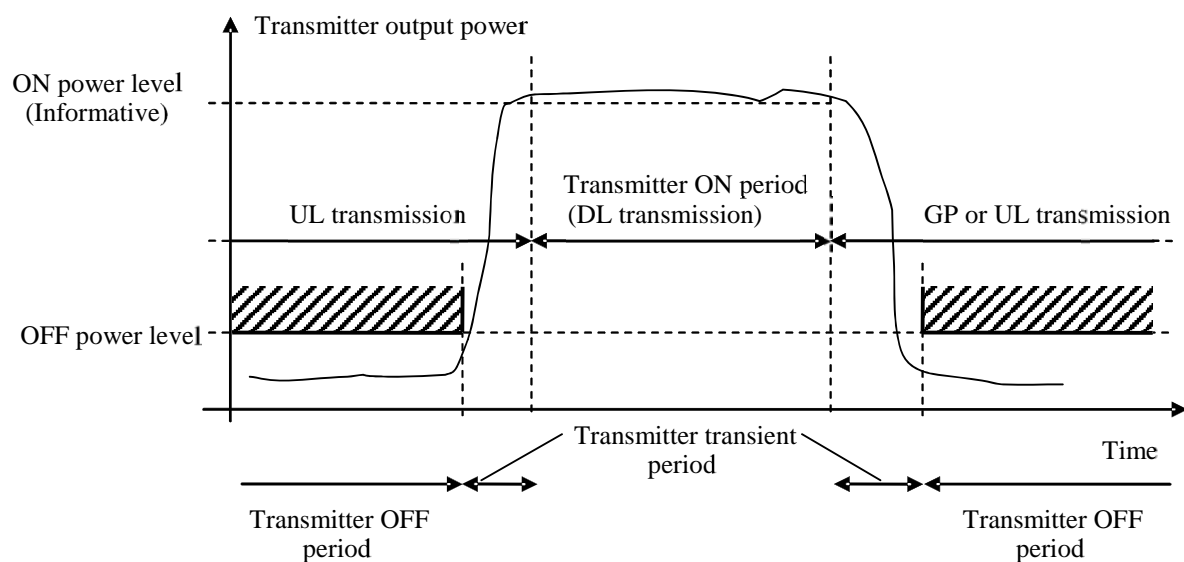 Transmitter output power
ON power level
(Informative)
Transmitter ON period
(DL transmission)
UL transmission
GP or UL transmission
OFF power level
Transmitter transient
period
Time
Transmitter OFF
period
Transmitter OFF
period